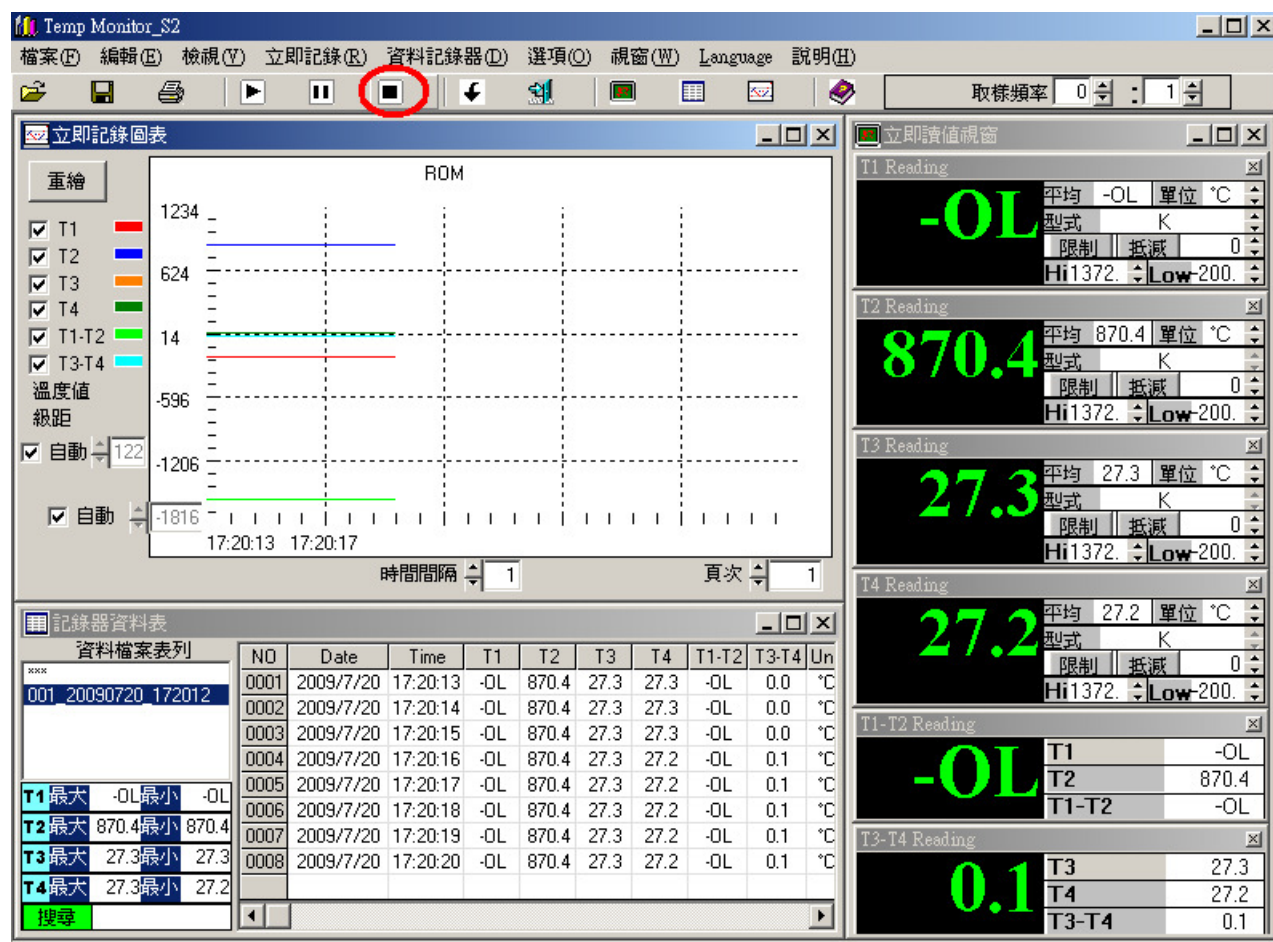 Temp Monitor_S2
檔案(F) 編輯(E) 檢視(V) 立即記錄(R) 資料記錄器(D) 選項(O) 視窗(W) Language 說明(H)
取樣頻率 0 : 1
立即記錄圖表
重繪
ROM
T1
T2
T3
T4
T1-T2
T3-T4
溫度值
級距
自動 122
自動 -1816
1234
624
14
-596
-1206
17:20:13 17:20:17
時間間隔 1 頁次 1
記錄器資料表
資料檔案表列
***
001_20090720_172012
T1 最大 -OL 最小 -OL
T2 最大 870.4 最小 870.4
T3 最大 27.3 最小 27.3
T4 最大 27.3 最小 27.2
搜尋
NO Date Time T1 T2 T3 T4 T1-T2 T3-T4 Un
0001 2009/7/20 17:20:13 -OL 870.4 27.3 27.3 -OL 0.0 °C
0002 2009/7/20 17:20:14 -OL 870.4 27.3 27.3 -OL 0.0 °C
0003 2009/7/20 17:20:15 -OL 870.4 27.3 27.3 -OL 0.0 °C
0004 2009/7/20 17:20:16 -OL 870.4 27.3 27.2 -OL 0.1 °C
0005 2009/7/20 17:20:17 -OL 870.4 27.3 27.2 -OL 0.1 °C
0006 2009/7/20 17:20:18 -OL 870.4 27.3 27.2 -OL 0.1 °C
0007 2009/7/20 17:20:19 -OL 870.4 27.3 27.2 -OL 0.1 °C
0008 2009/7/20 17:20:20 -OL 870.4 27.3 27.2 -OL 0.1 °C
立即讀值視窗
T1 Reading
-OL
平均 -OL 單位 °C
型式 K
限制 抵減 0
Hi 1372. Low -200.
T2 Reading
870.4
平均 870.4 單位 °C
型式 K
限制 抵減 0
Hi 1372. Low -200.
T3 Reading
27.3
平均 27.3 單位 °C
型式 K
限制 抵減 0
Hi 1372. Low -200.
T4 Reading
27.2
平均 27.2 單位 °C
型式 K
限制 抵減 0
Hi 1372. Low -200.
T1-T2 Reading
-OL
T1 -OL
T2 870.4
T1-T2 -OL
T3-T4 Reading
0.1
T3 27.3
T4 27.2
T3-T4 0.1